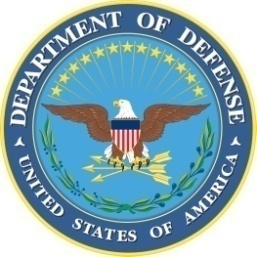 DEPARTMENT OF DEFENSE
UNITED STATES OF AMERICA